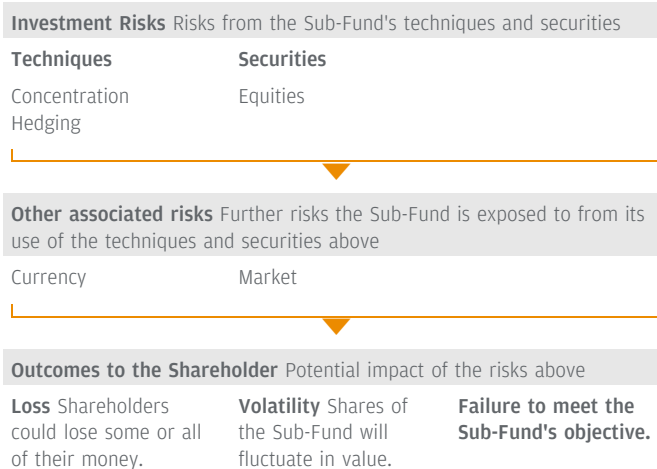 Investment Risks Risks from the Sub-Fund's techniques and securities
Techniques Securities
Concentration Equities
Hedging
Other associated risks Further risks the Sub-Fund is exposed to from its
use of the techniques and securities above
Currency Market
Outcomes to the Shareholder Potential impact of the risks above
Loss Shareholders
could lose some or all
of their money.
Volatility Shares of
the Sub-Fund will
fluctuate in value.
Failure to meet the
Sub-Fund's objective.